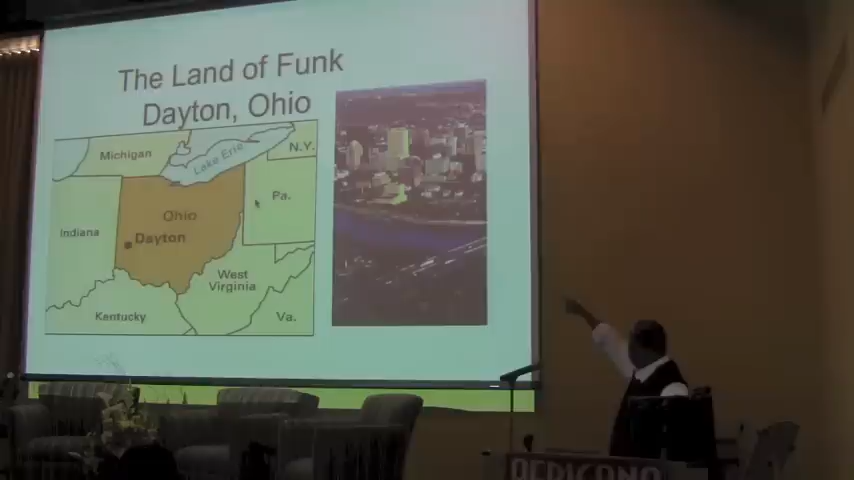 The Land of Funk
Dayton, Ohio
Michigan
Lake Erie
N.Y.
Pa.
Ohio
Indiana
Dayton
West
Virginia
Kentucky
Va.